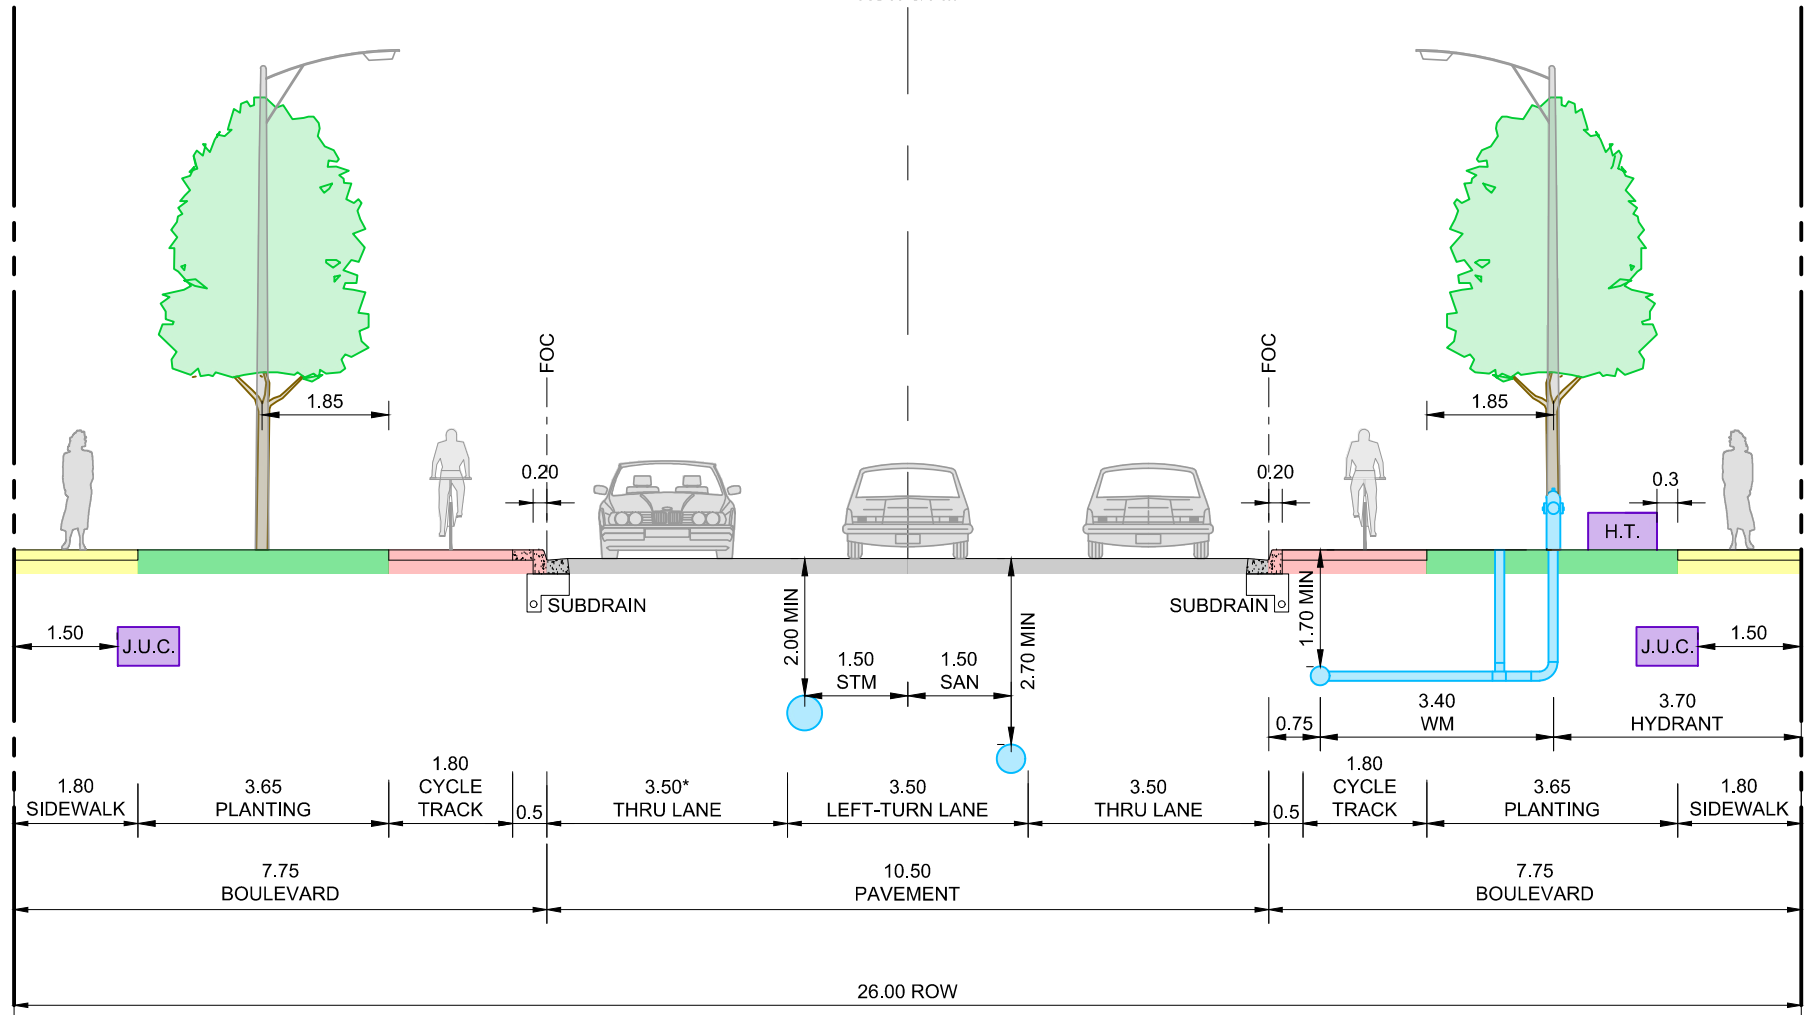 FOC
FOC
1.85
1.85
0.20
0.20
0.3
H.T.
SUBDRAIN
SUBDRAIN
1.50
J.U.C.
2.00 MIN
1.50
STM
1.50
SAN
2.70 MIN
1.70 MIN
J.U.C.
1.50
0.75
3.40
WM
3.70
HYDRANT
1.80
SIDEWALK
3.65
PLANTING
1.80
CYCLE
TRACK
0.5
3.50*
THRU LANE
3.50
LEFT-TURN LANE
3.50
THRU LANE
0.5
1.80
CYCLE
TRACK
3.65
PLANTING
1.80
SIDEWALK
7.75
BOULEVARD
10.50
PAVEMENT
7.75
BOULEVARD
26.00 ROW